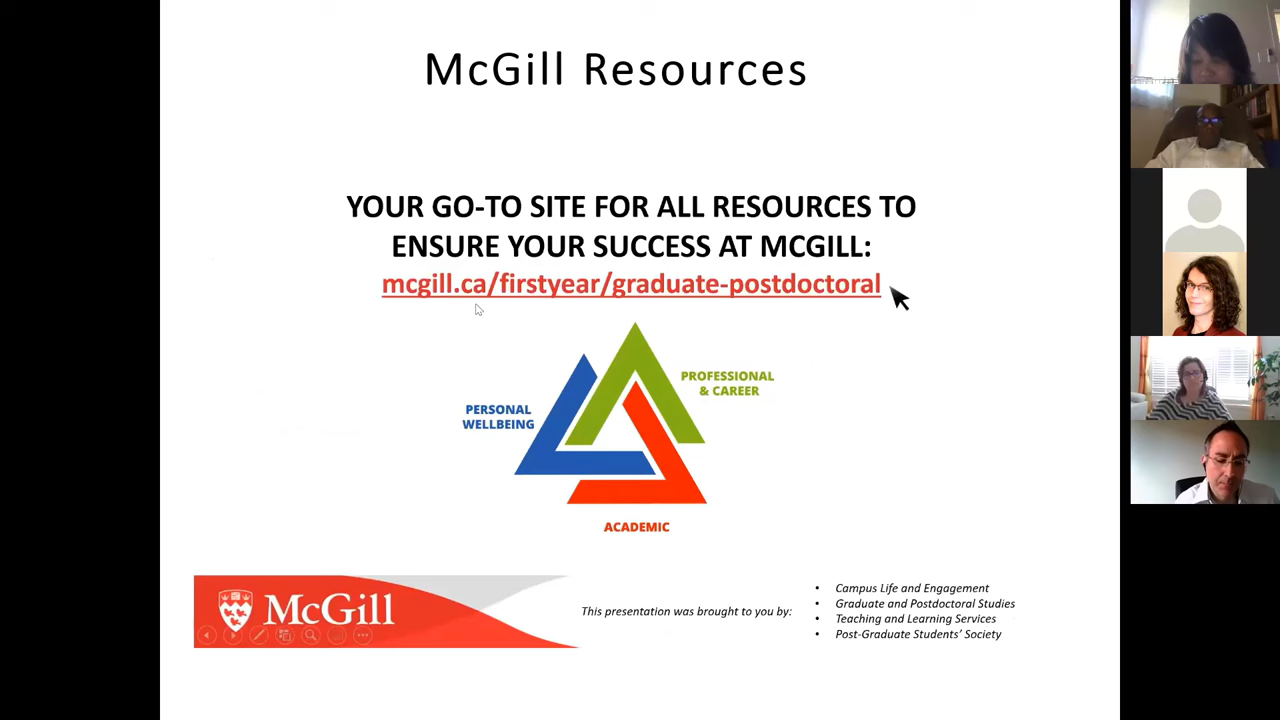 McGill Resources
YOUR GO-TO SITE FOR ALL RESOURCES TO
ENSURE YOUR SUCCESS AT MCGILL:
mcgill.ca/firstyear/graduate-postdoctoral
PROFESSIONAL
& CAREER
PERSONAL
WELLBEING
ACADEMIC
McGill
This presentation was brought to you by:
• Campus Life and Engagement
• Graduate and Postdoctoral Studies
• Teaching and Learning Services
• Post-Graduate Students’ Society